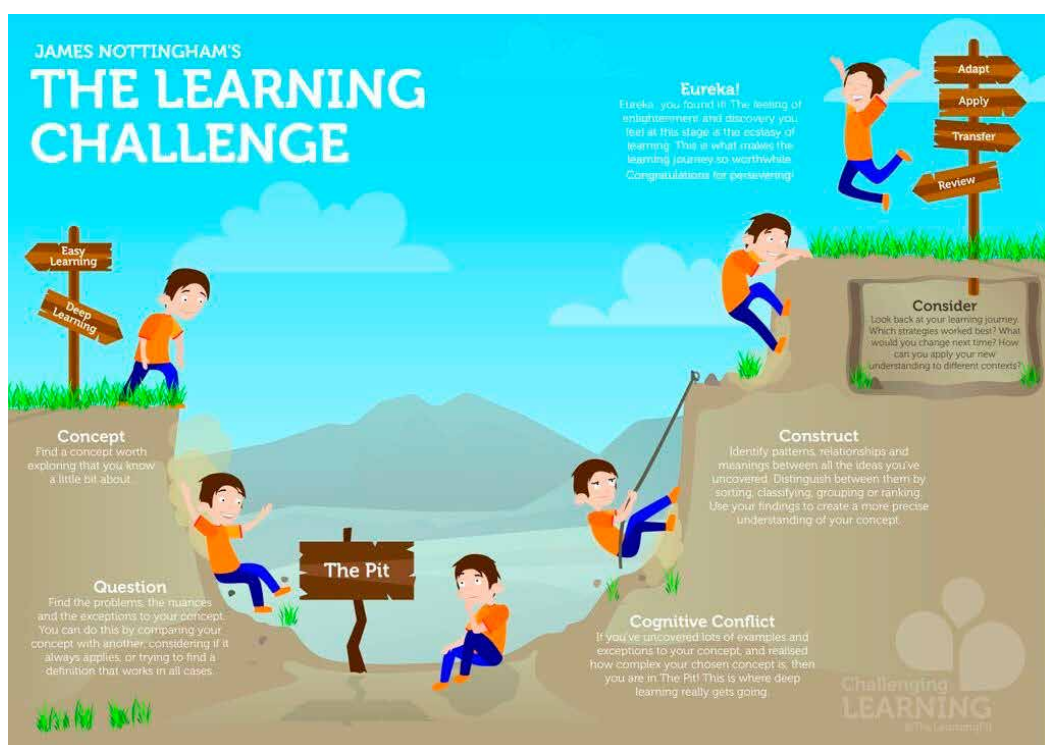 JAMES NOTTINGHAM'S
THE LEARNING
CHALLENGE
Easy
Learning
Deep
Learning
Concept
Find a concept worth
exploring that you know
a little bit about...
Question
Find the problems, the nuances
and the exceptions to your concept.
You can do this by comparing your
concept with another, considering if it
always applies, or trying to find a
definition that works in all cases.
The Pit
Cognitive Conflict
If you've uncovered lots of examples and
exceptions to your concept, and realised
how complex your chosen concept is, then
you are in The Pit! This is where deep
learning really gets going.
Construct
Identify patterns, relationships and
meanings between all the ideas you've
uncovered. Distinguish between them by
sorting, classifying, grouping or ranking.
Use your findings to create a more precise
understanding of your concept.
Eureka!
Eureka, you found it! The feeling of
enlightenment and discovery you
feel at this stage is the ecstasy of
learning. This is what makes the
learning journey so worthwhile.
Congratulations for persevering!
Adapt
Apply
Transfer
Review
Consider
Look back at your learning journey.
Which strategies worked best? What
would you change next time? How
can you apply your new
understanding to different contexts?
Challenging
LEARNING